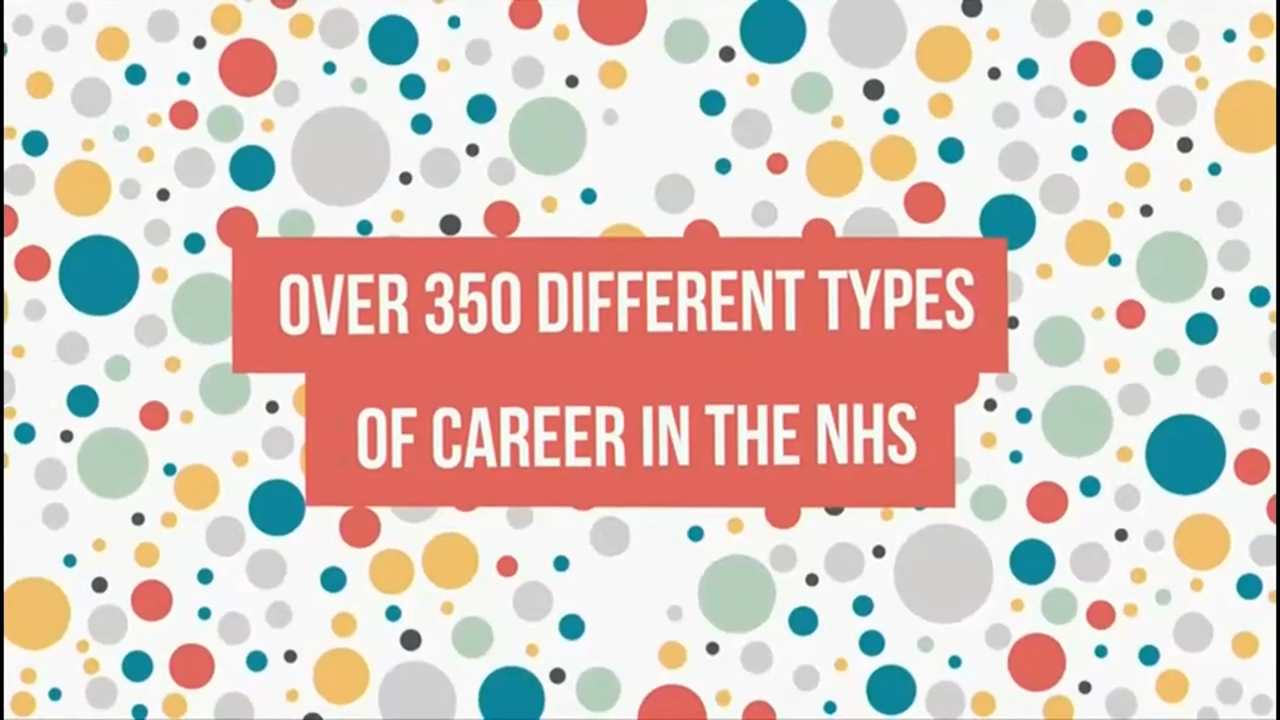 OVER 350 DIFFERENT TYPES
OF CAREER IN THE NHS